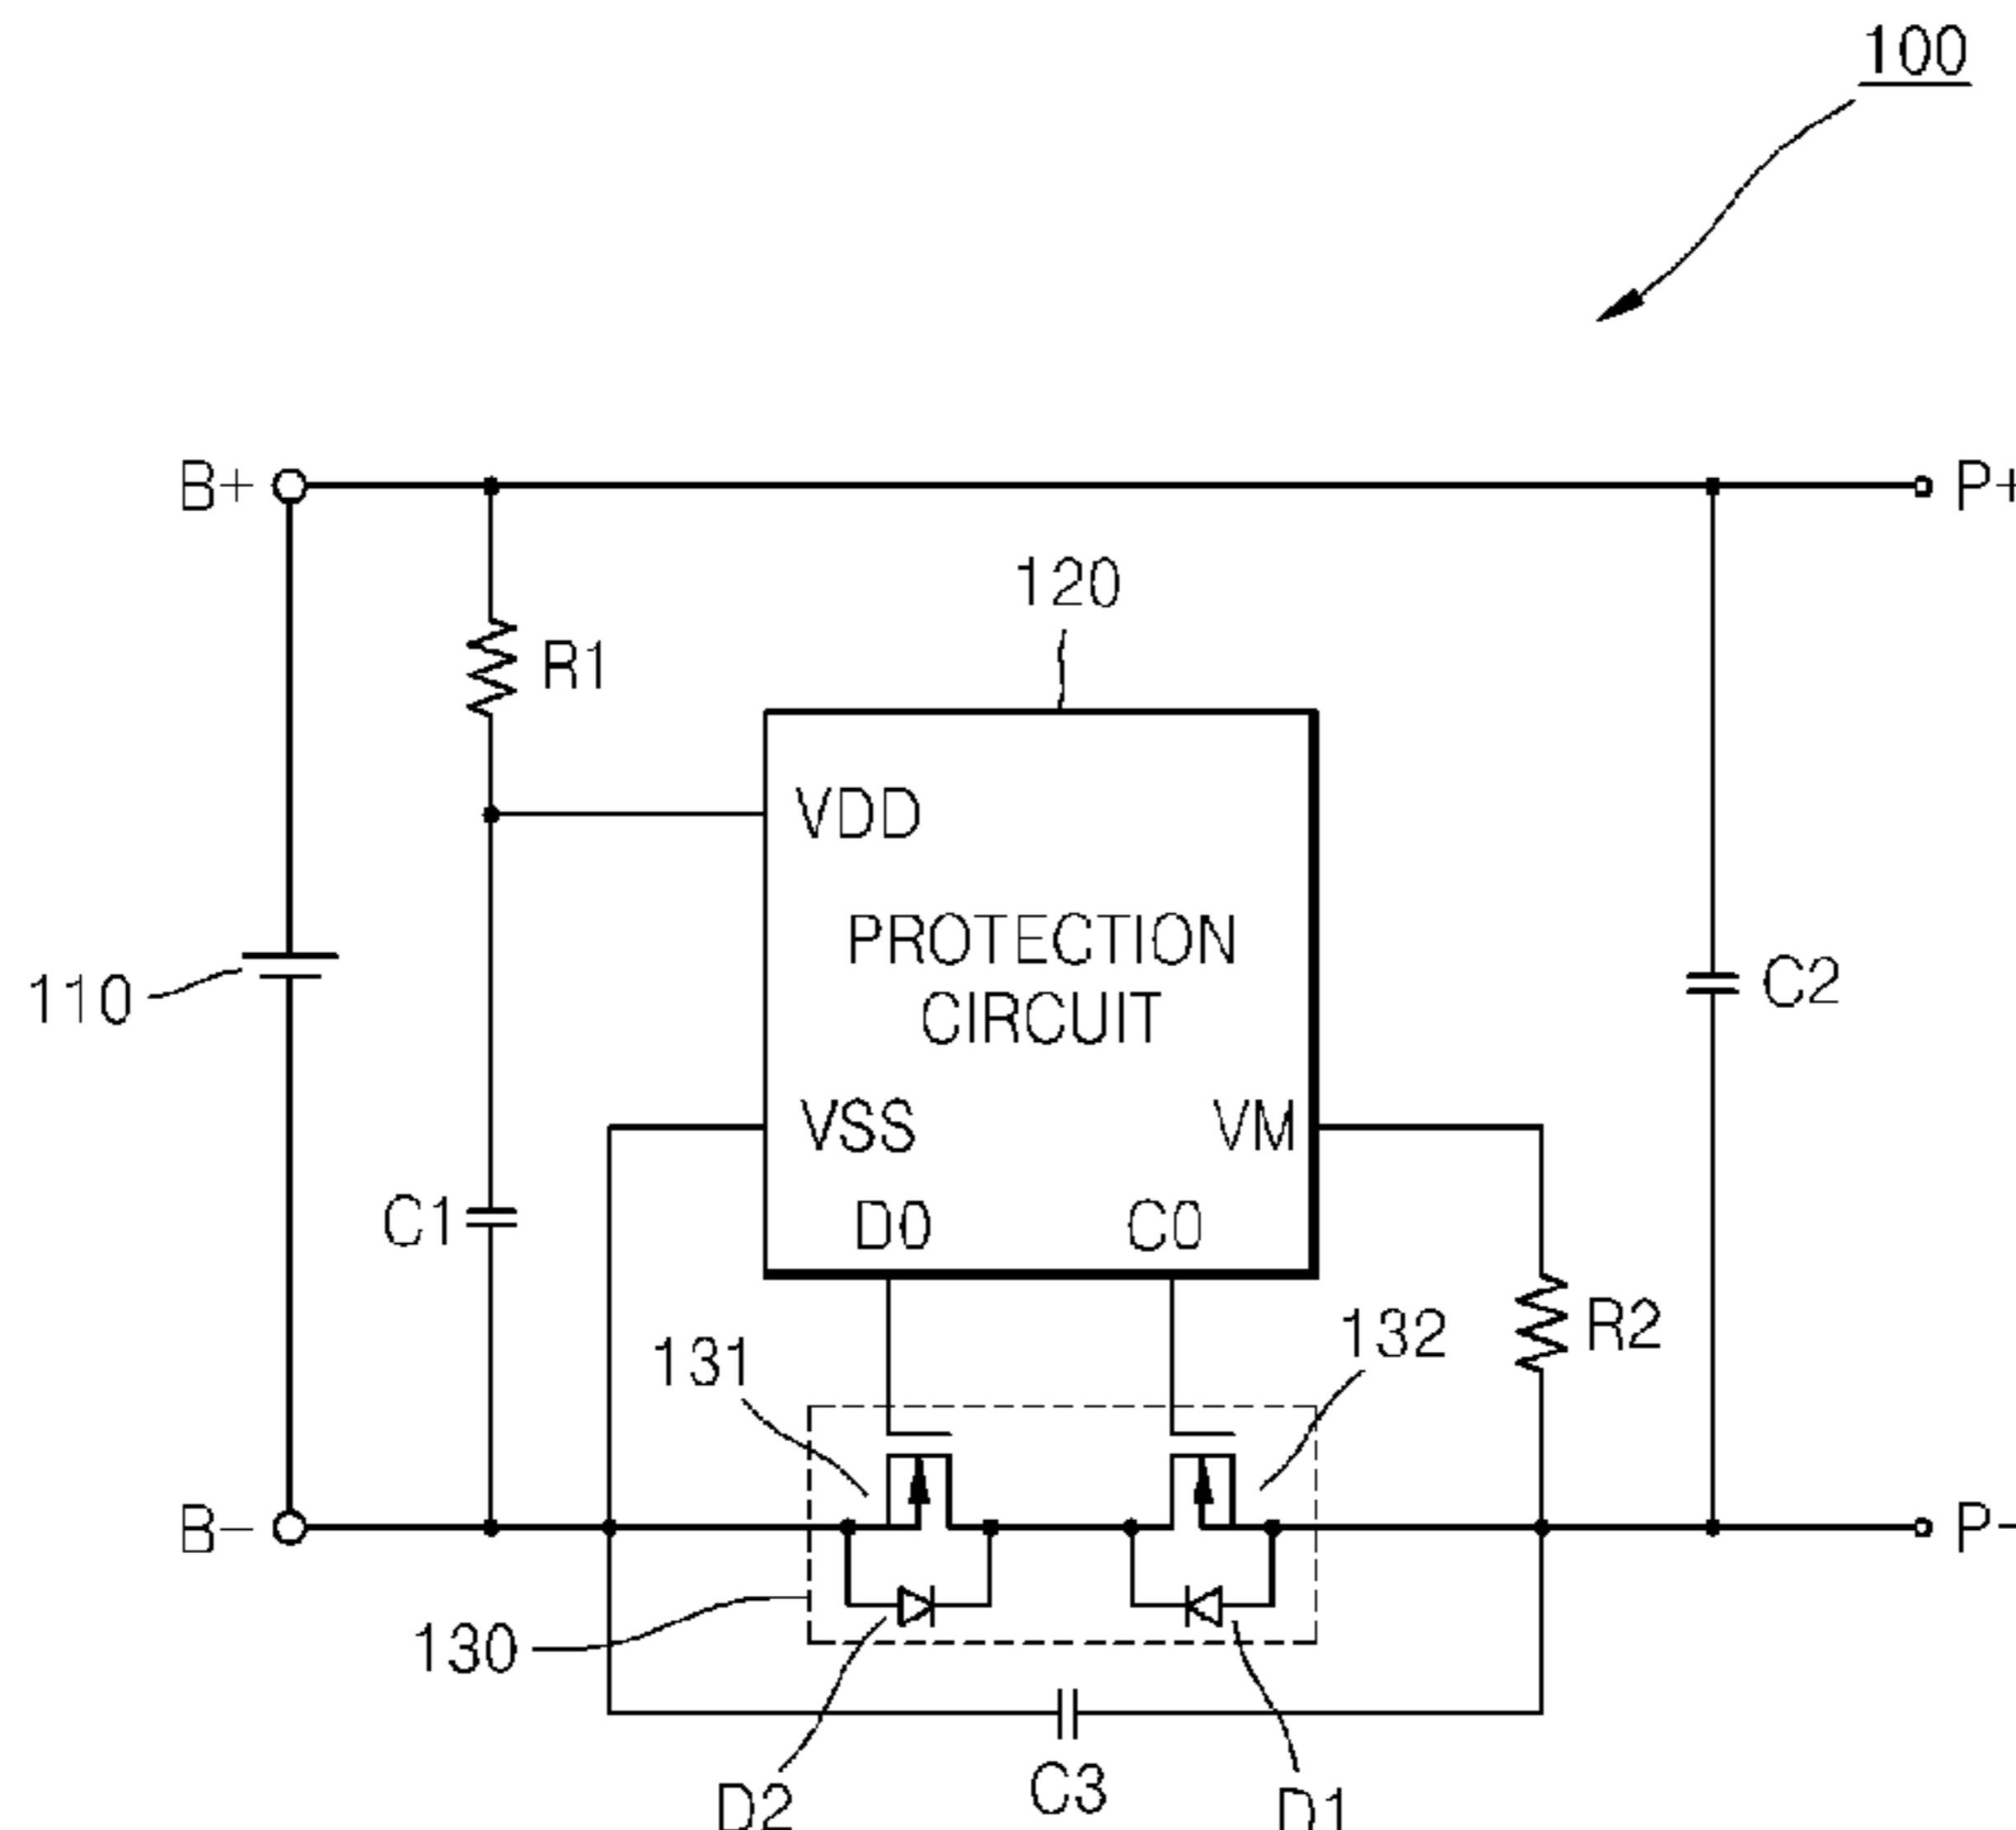 100
B+
P+
120
R1
VDD
PROTECTION
CIRCUIT
110
C2
VSS
VM
C1
D0
C0
131
132
R2
B−
P−
130
D2
C3
D1